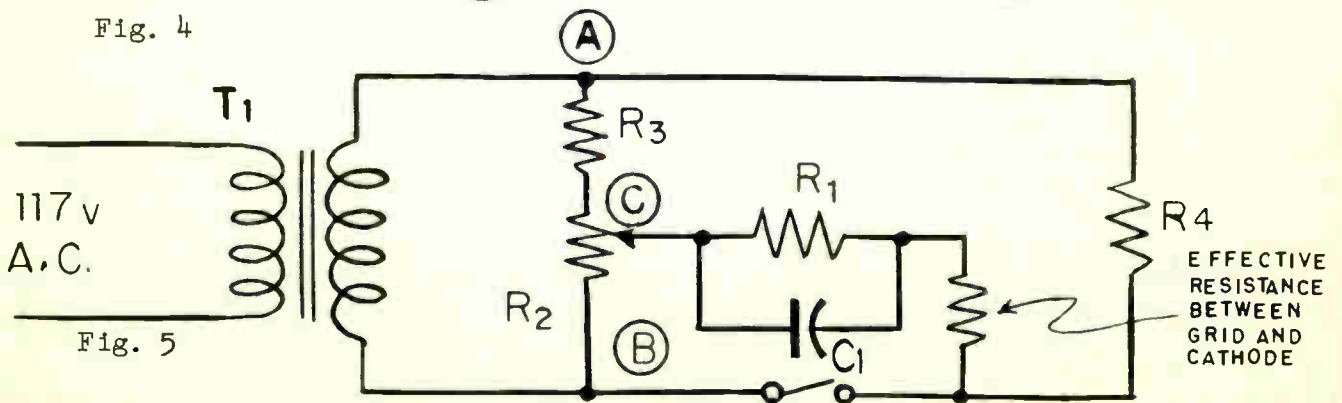 Fig. 4
A
T1
R3
C
R1
117 v
A.C.
R4
R2
EFFECTIVE
RESISTANCE
BETWEEN
GRID AND
CATHODE
Fig. 5
B
C1